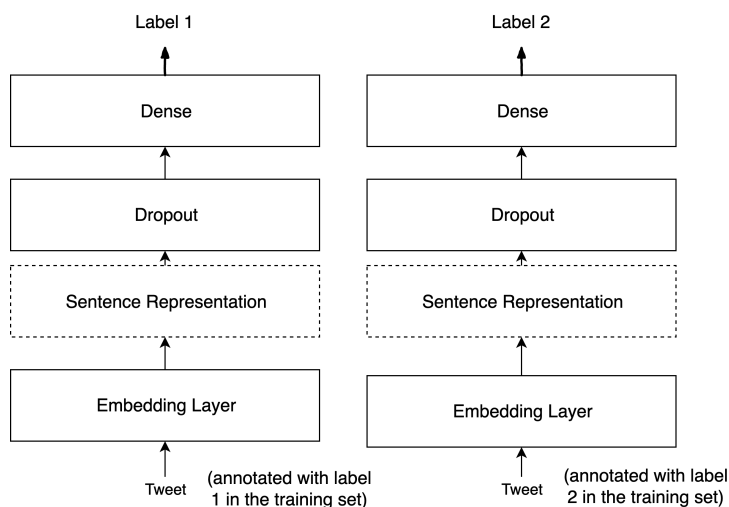 Label 1
Dense
Dropout
Sentence Representation
Embedding Layer
Tweet
(annotated with label
1 in the training set)
Label 2
Dense
Dropout
Sentence Representation
Embedding Layer
Tweet
(annotated with label
2 in the training set)